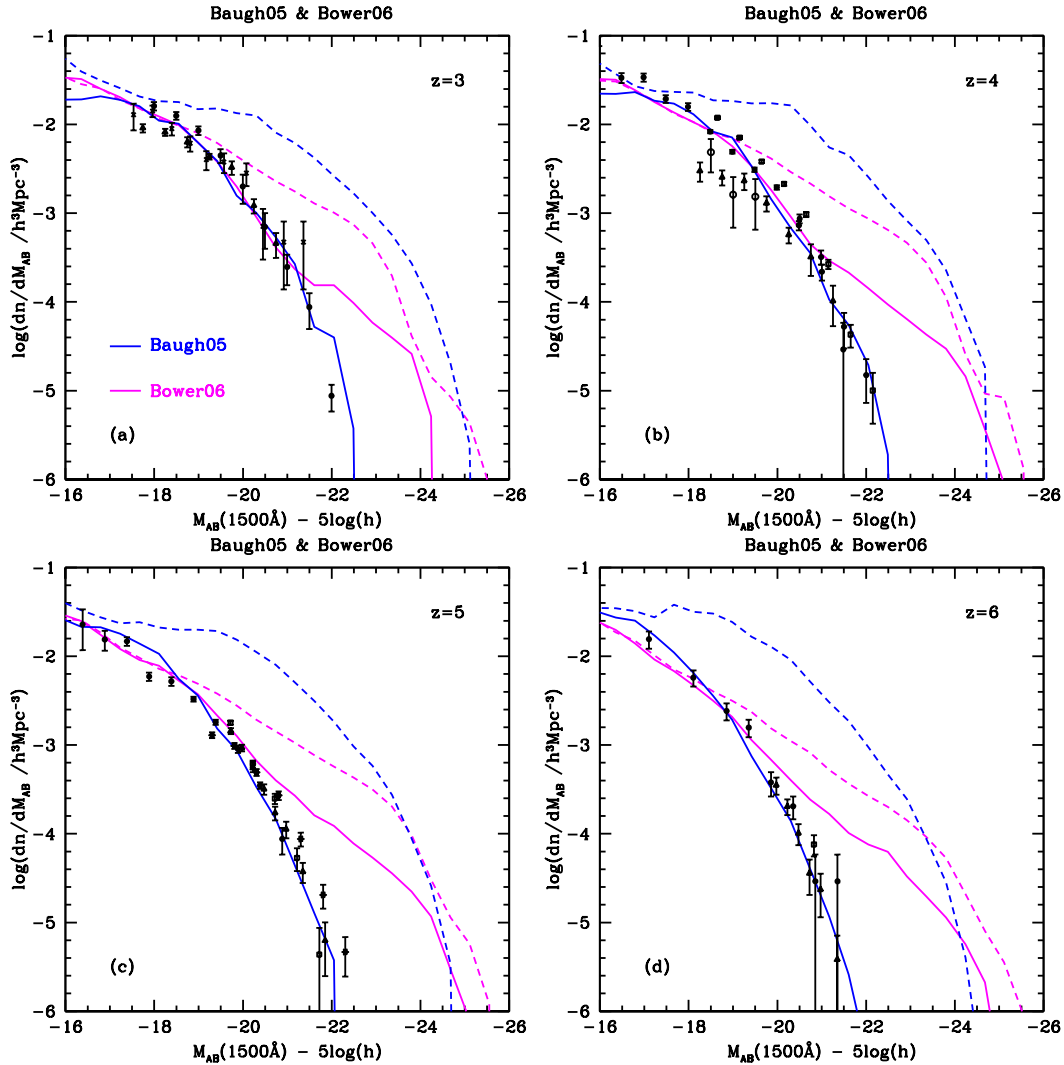 Baugh05 & Bower06
z=3
log(dn/dM_AB /h³Mpc⁻³)
-1
-2
-3
-4
-5
-6
Baugh05
Bower06
(a)
-16 -18 -20 -22 -24 -26
M_AB(1500Å) - 5log(h)
Baugh05 & Bower06
z=4
log(dn/dM_AB /h³Mpc⁻³)
-1
-2
-3
-4
-5
-6
(b)
-16 -18 -20 -22 -24 -26
M_AB(1500Å) - 5log(h)
Baugh05 & Bower06
z=5
log(dn/dM_AB /h³Mpc⁻³)
-1
-2
-3
-4
-5
-6
(c)
-16 -18 -20 -22 -24 -26
M_AB(1500Å) - 5log(h)
Baugh05 & Bower06
z=6
log(dn/dM_AB /h³Mpc⁻³)
-1
-2
-3
-4
-5
-6
(d)
-16 -18 -20 -22 -24 -26
M_AB(1500Å) - 5log(h)